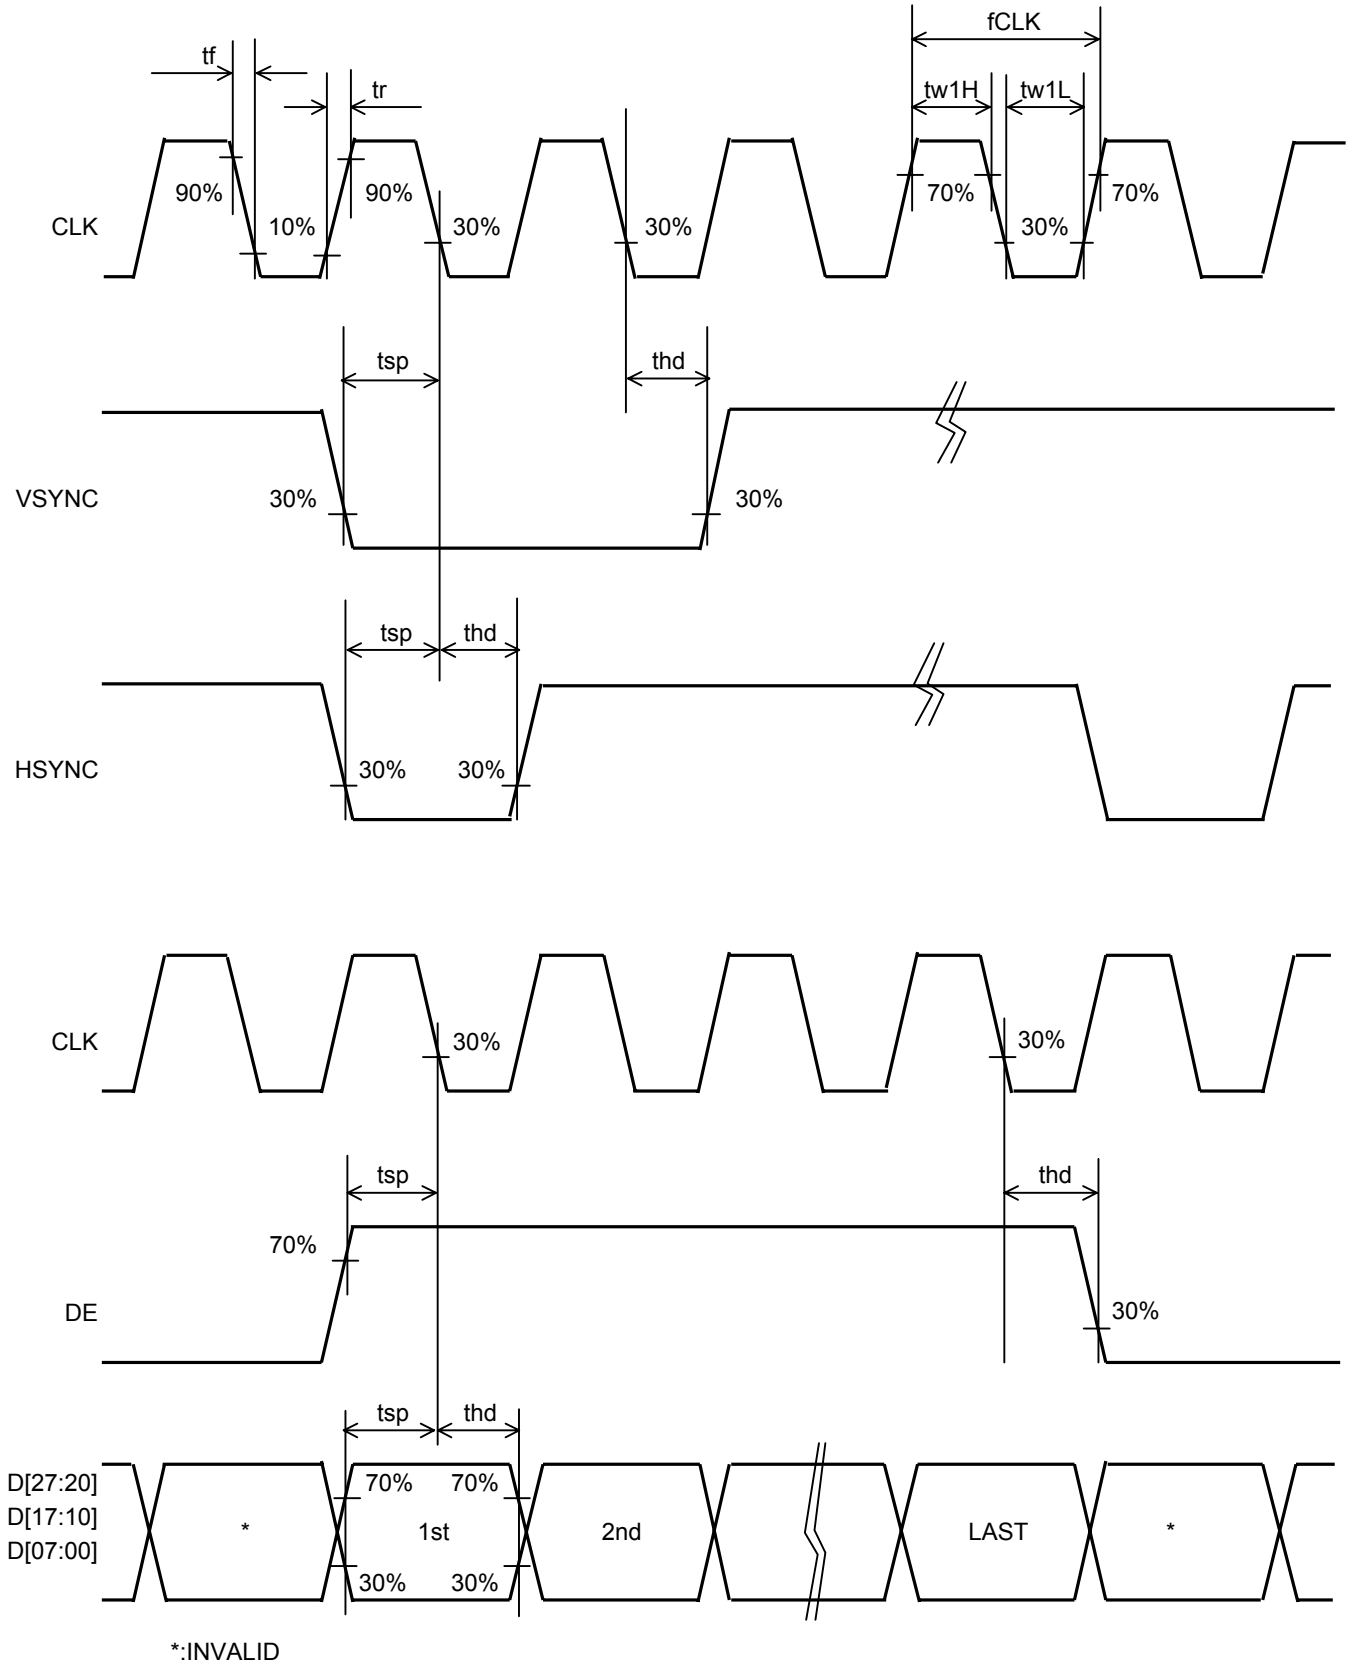 fCLK
tf
tr
tw1H
tw1L
90%
10%
90%
30%
30%
70%
30%
70%
CLK
tsp
thd
VSYNC
30%
30%
tsp
thd
HSYNC
30%
30%
CLK
30%
30%
tsp
thd
70%
DE
30%
tsp
thd
D[27:20]
70%
70%
D[17:10]
*
1st
2nd
LAST
*
D[07:00]
30%
30%
*:INVALID